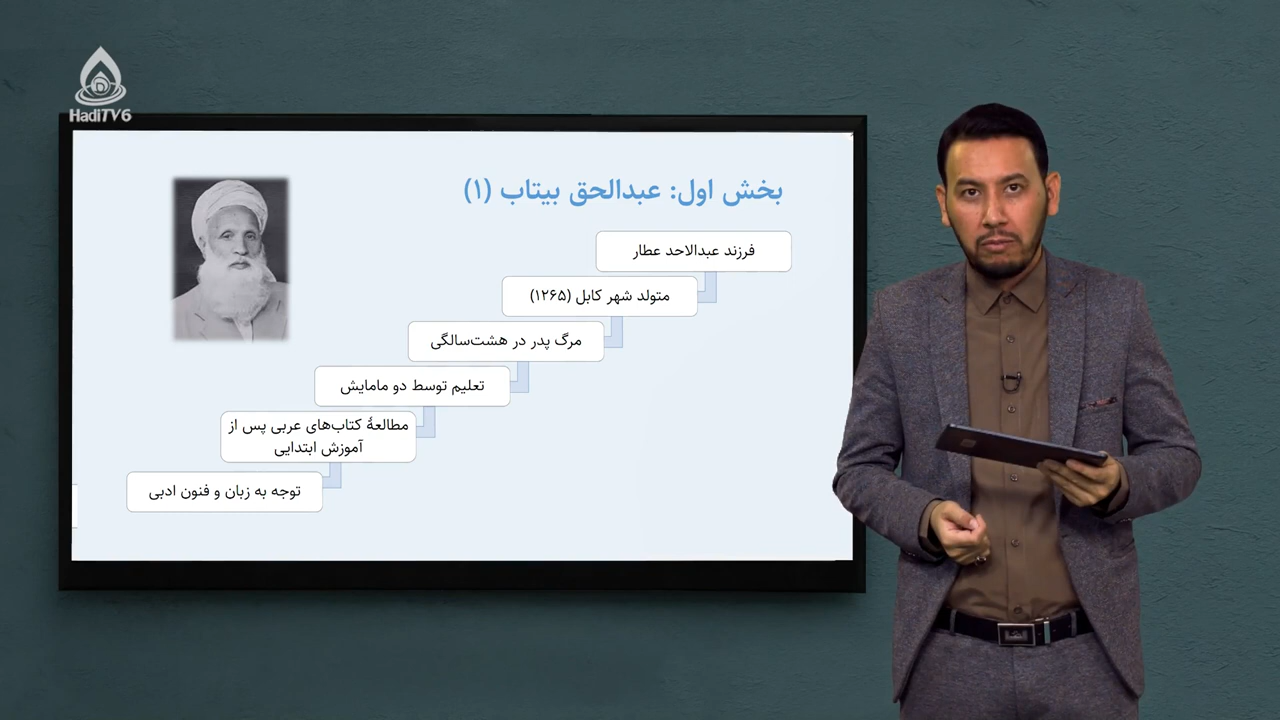 HadiTV6
بخش اول: عبدالحق بیتاب (۱)
فرزند عبدالاحد عطار
متولد شهر کابل (۱۲۶۵)
مرگ پدر در هشت‌سالگی
تعلیم توسط دو مامایش
مطالعهٔ کتاب‌های عربی پس از
آموزش ابتدایی
توجه به زبان و فنون ادبی